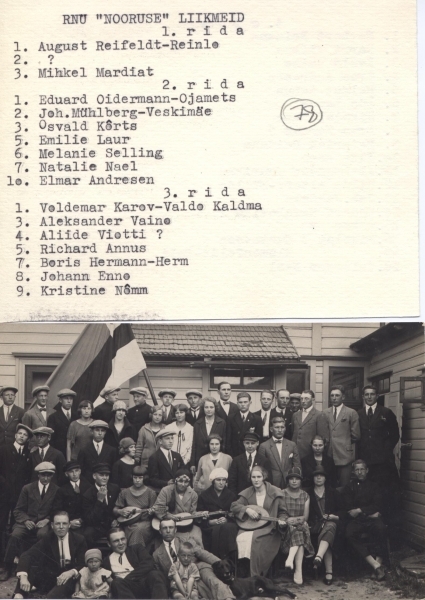 RNÜ "NOORUSE" LIIKMEID
1. rida
1. August Reifeldt-Reinlo
2. ?
3. Mihkel Mardiat
2. rida
1. Eduard Oidermann-Ojamets
2. Joh.Mühlberg-Veskimäe
3. Osvald Kõrts
5. Emilie Laur
6. Melanie Selling
7. Natalie Nael
10. Elmar Andresen
3. rida
1. Voldemar Karov-Valdo Kaldma
3. Aleksander Vaino
4. Aliide Viotti ?
5. Richard Annus
7. Boris Hermann-Herm
8. Johann Enno
9. Kristine Nõmm